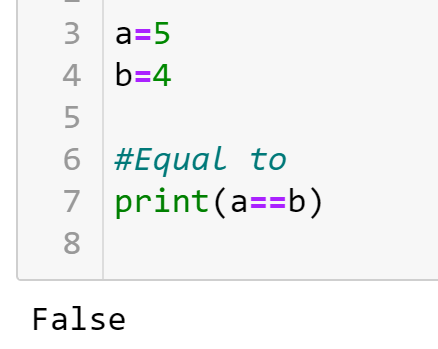 3 a=5
4 b=4
5
6 #Equal to
7 print(a==b)
8
False